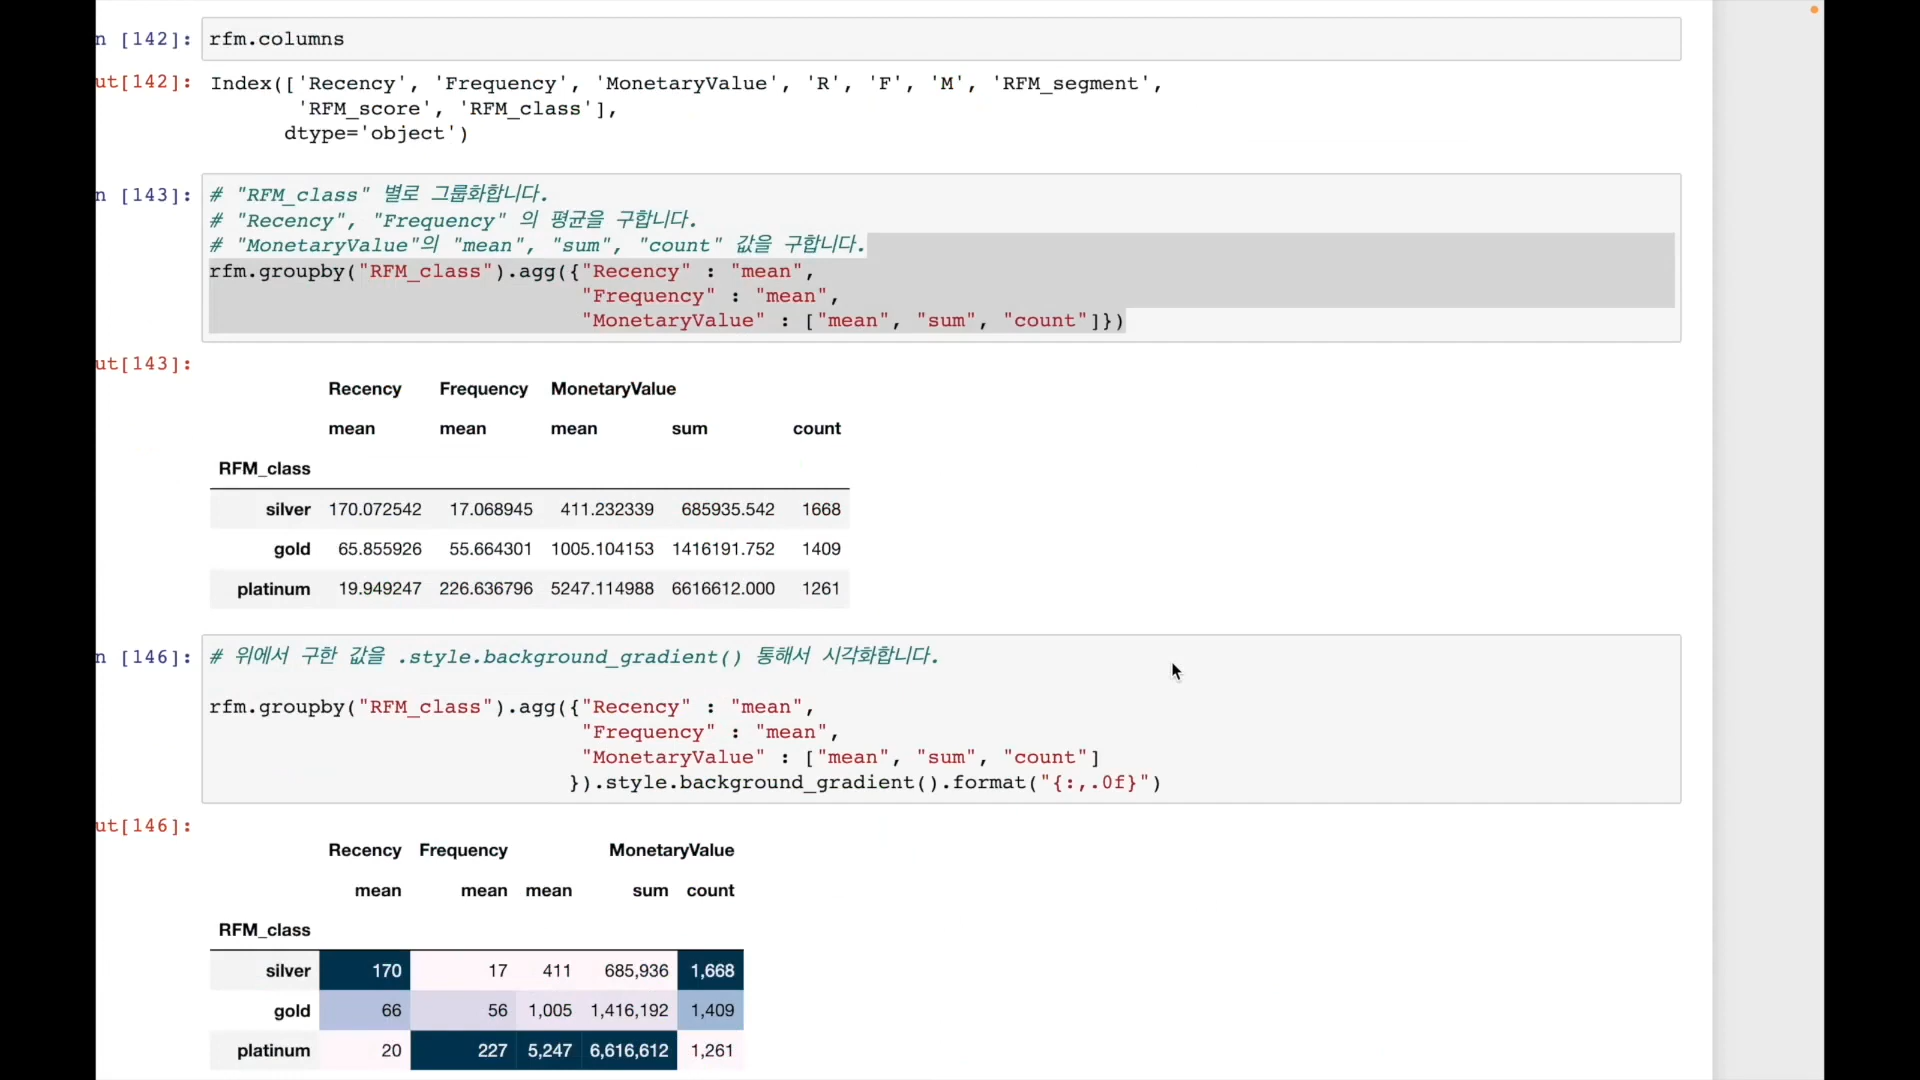 n [142]: rfm.columns
ut[142]: Index(['Recency', 'Frequency', 'MonetaryValue', 'R', 'F', 'M', 'RFM_segment',
'RFM_score', 'RFM_class'],
dtype='object')
n [143]: # "RFM_class" 별로 그룹화합니다.
# "Recency", "Frequency" 의 평균을 구합니다.
# "MonetaryValue"의 "mean", "sum", "count" 값을 구합니다.
rfm.groupby("RFM_class").agg({"Recency" : "mean",
"Frequency" : "mean",
"MonetaryValue" : ["mean", "sum", "count"]})
ut[143]:
Recency Frequency MonetaryValue
mean mean mean sum count
RFM_class
silver 170.072542 17.068945 411.232339 685935.542 1668
gold 65.855926 55.664301 1005.104153 1416191.752 1409
platinum 19.949247 226.636796 5247.114988 6616612.000 1261
n [146]: # 위에서 구한 값을 .style.background_gradient() 통해서 시각화합니다.
rfm.groupby("RFM_class").agg({"Recency" : "mean",
"Frequency" : "mean",
"MonetaryValue" : ["mean", "sum", "count"]
}).style.background_gradient().format("{:,.0f}")
ut[146]:
Recency Frequency MonetaryValue
mean mean mean sum count
RFM_class
silver 170 17 411 685,936 1,668
gold 66 56 1,005 1,416,192 1,409
platinum 20 227 5,247 6,616,612 1,261